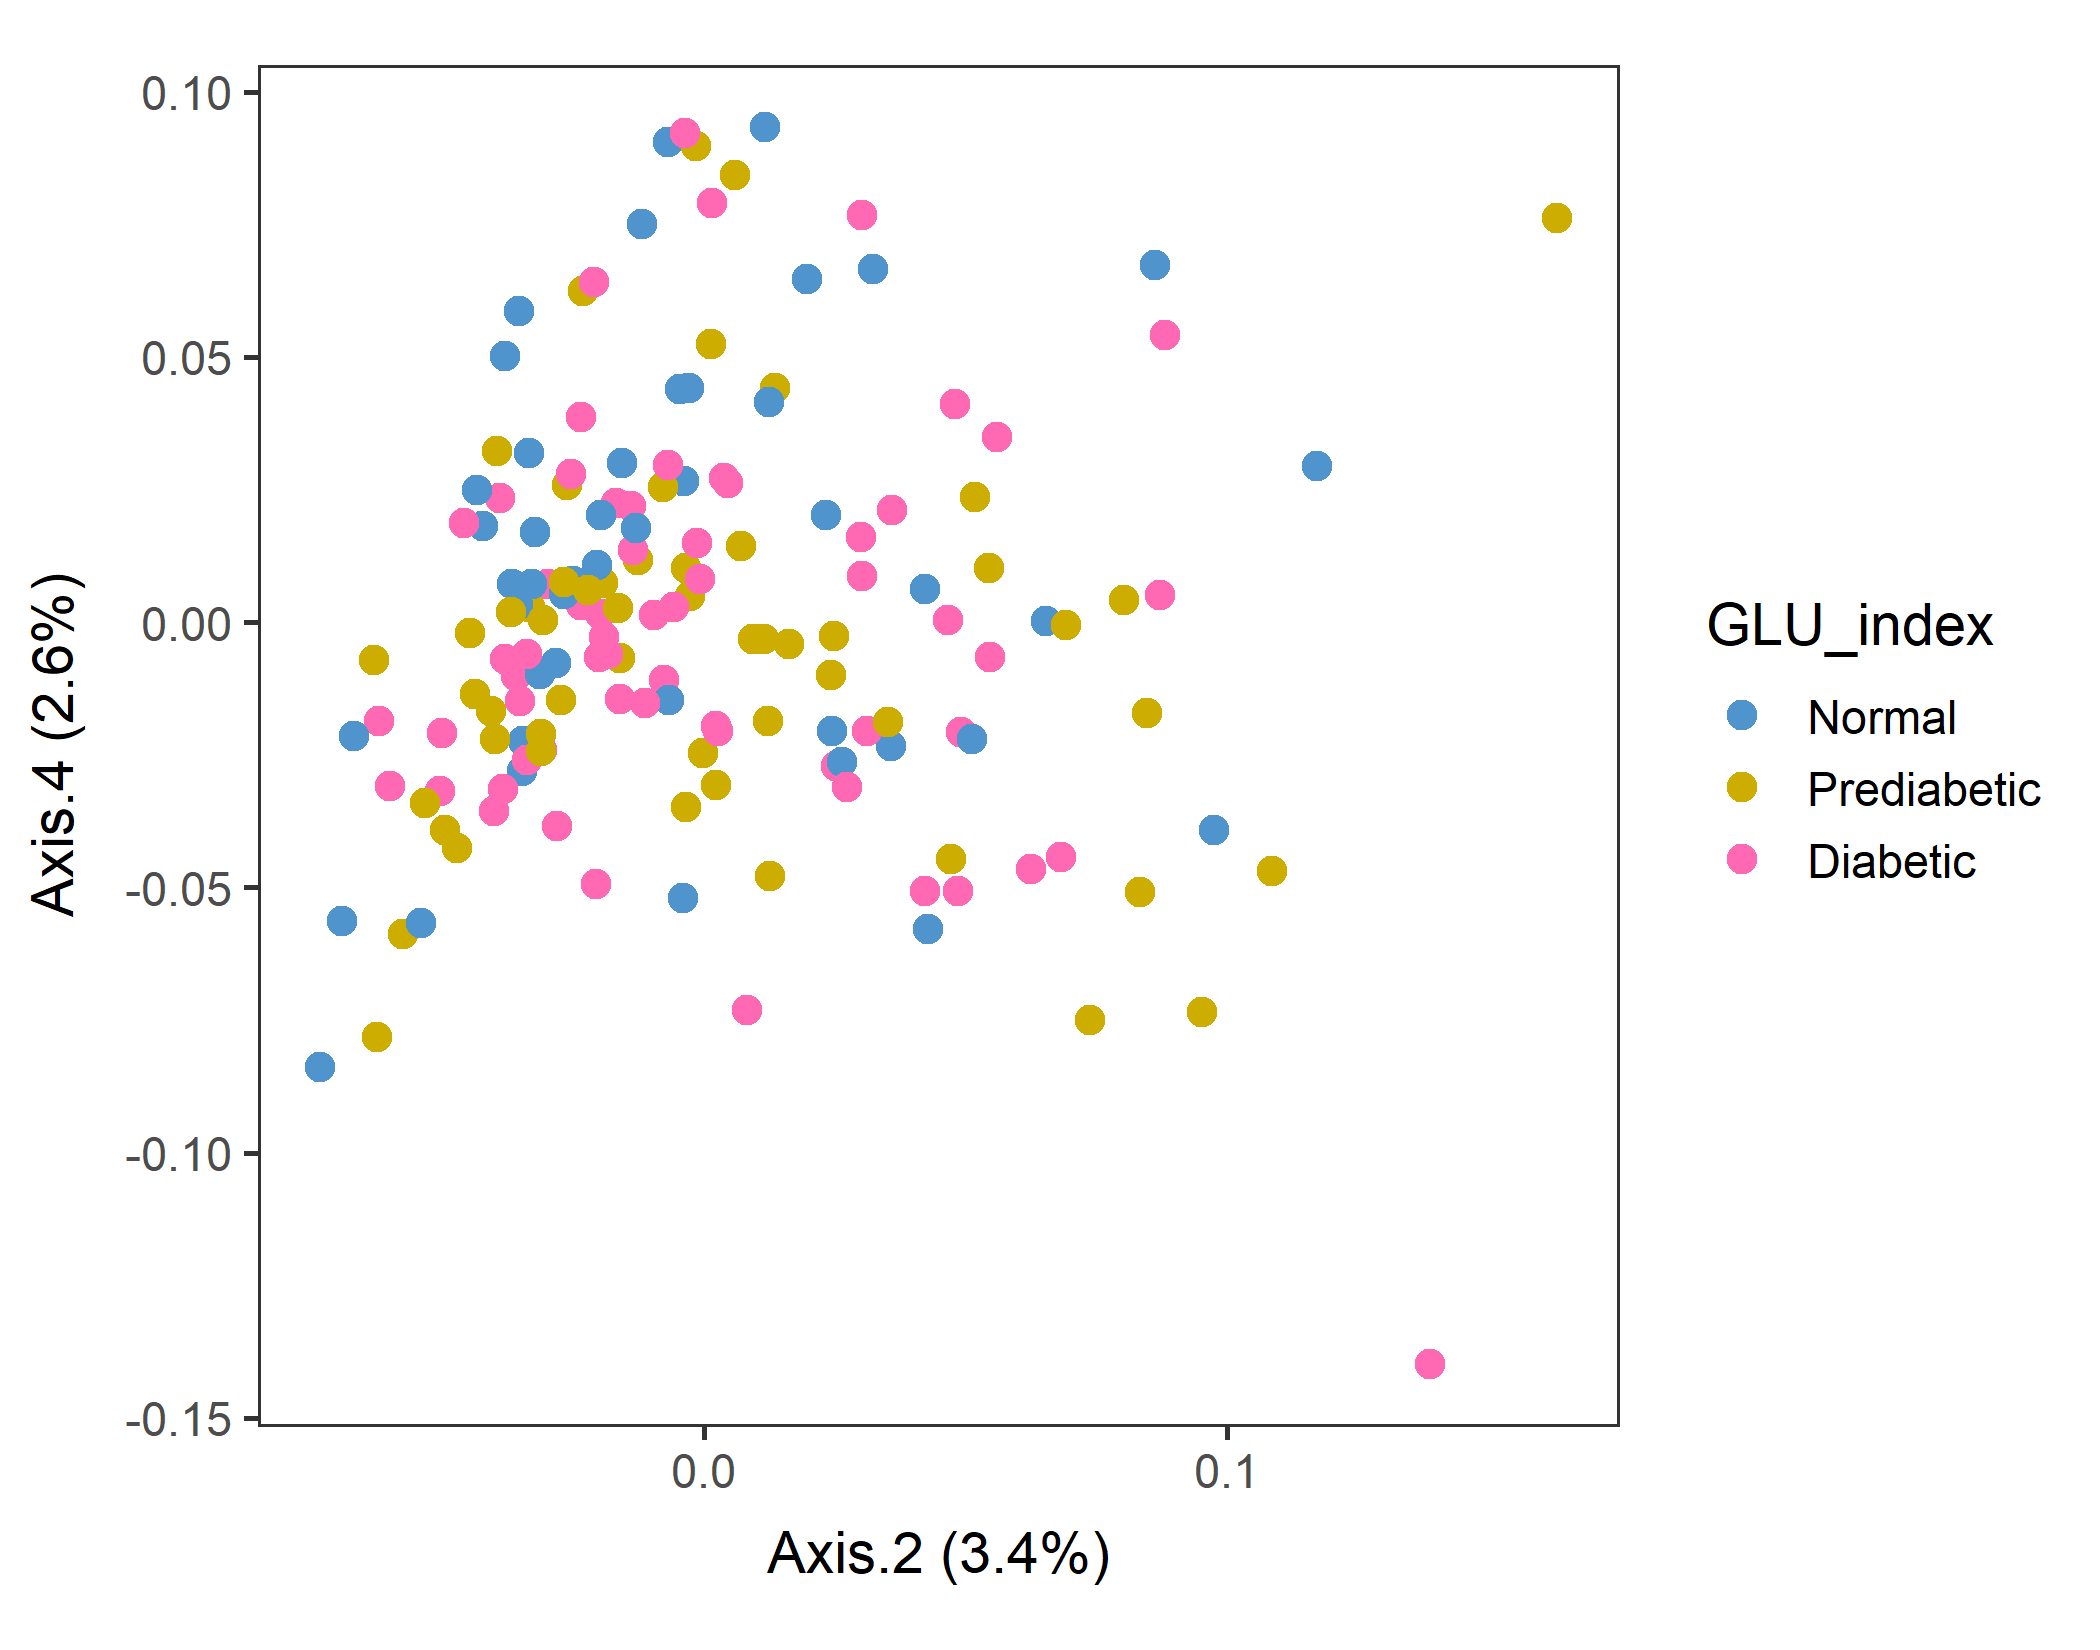 0.10
0.05
0.00
-0.05
-0.10
-0.15
Axis.4 (2.6%)
0.0
0.1
Axis.2 (3.4%)
GLU_index
Normal
Prediabetic
Diabetic